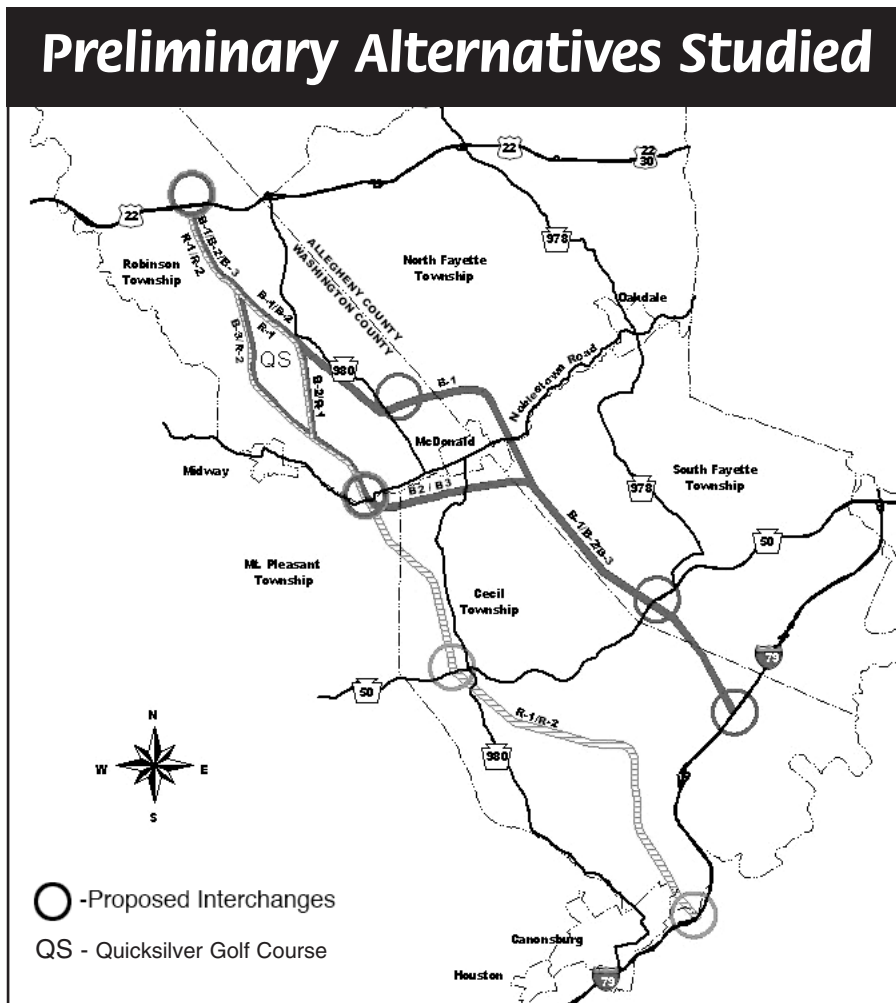 Preliminary Alternatives Studied
22
22
22
30
978
Robinson
Township
R-1/R-2
B-1/B-2/B-3
ALLEGHENY COUNTY
WASHINGTON COUNTY
North Fayette
Township
Oakdale
B-1/B-2
R-1
B-3/R-2
QS
980
B-2/R-1
B-1
Noblestown Road
McDonald
Midway
B2 / B3
South Fayette
Township
978
50
B-1/B-2/B-3
Mt. Pleasant
Township
Cecil
Township
79
50
R-1/R-2
980
N
W
E
S
-Proposed Interchanges
QS - Quicksilver Golf Course
Canonsburg
Houston
79